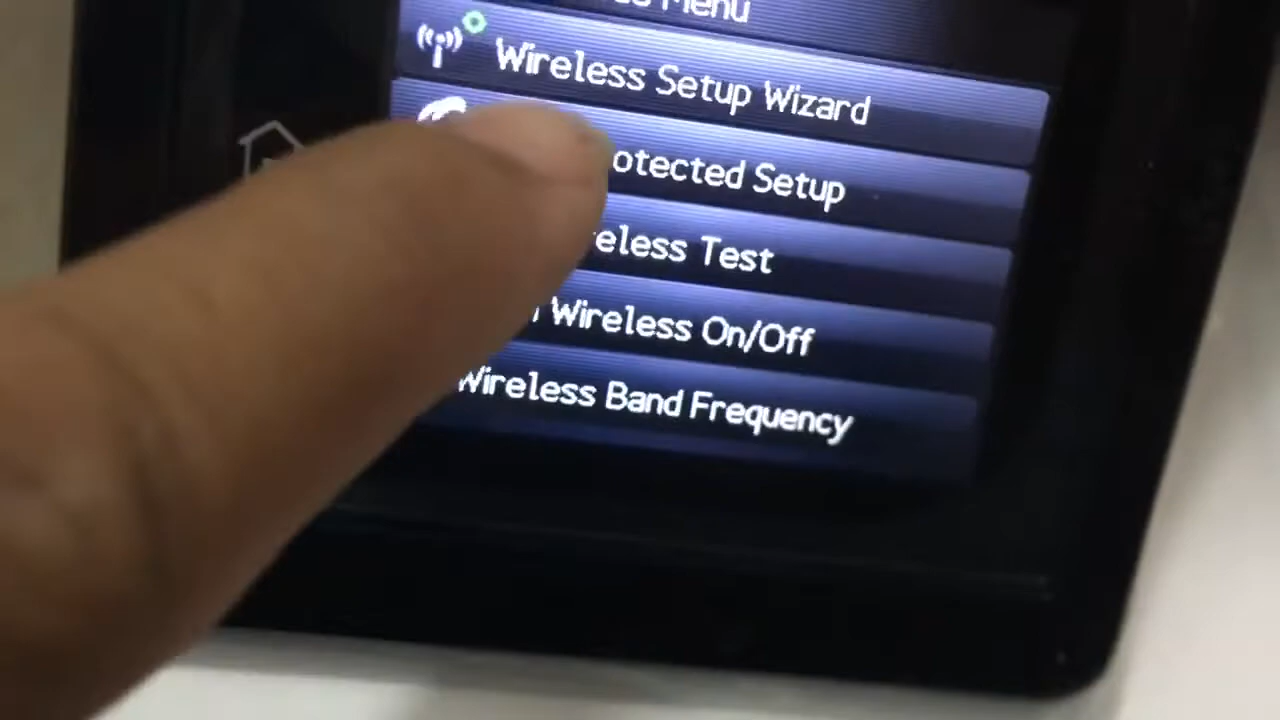 Menu
Wireless Setup Wizard
otected Setup
eless Test
Wireless On/Off
Wireless Band Frequency